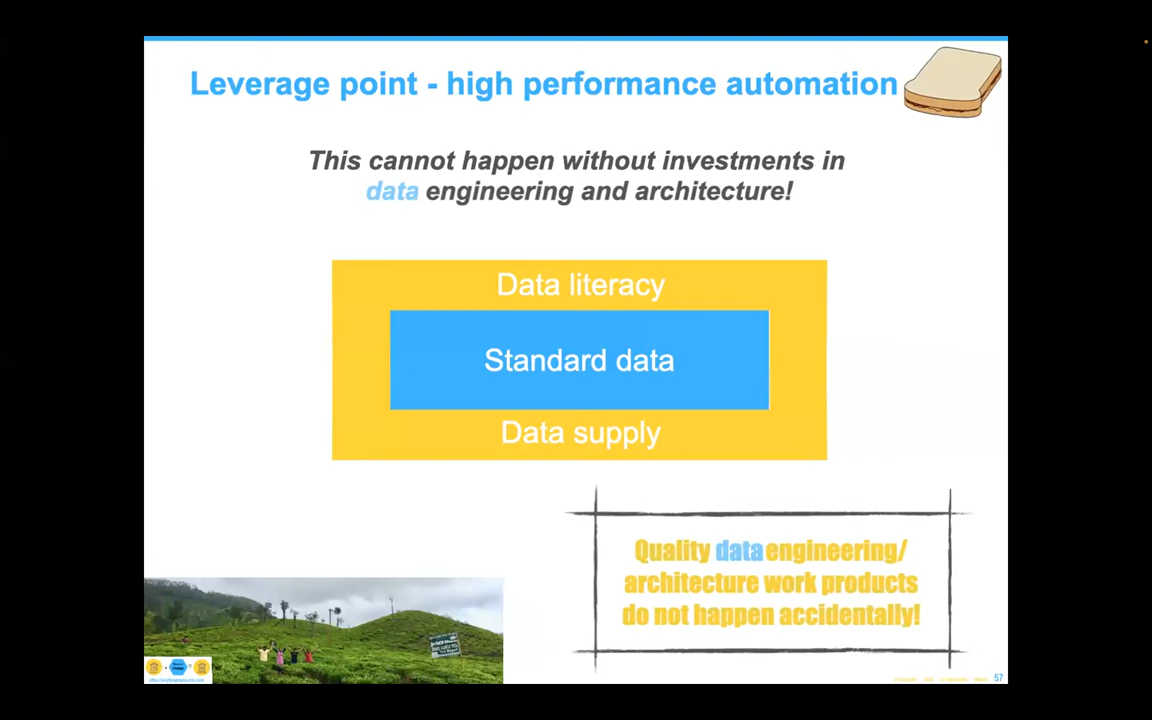 Leverage point - high performance automation
This cannot happen without investments in
data engineering and architecture!
Data literacy
Standard data
Data supply
Quality data engineering/
architecture work products
do not happen accidentally!
57